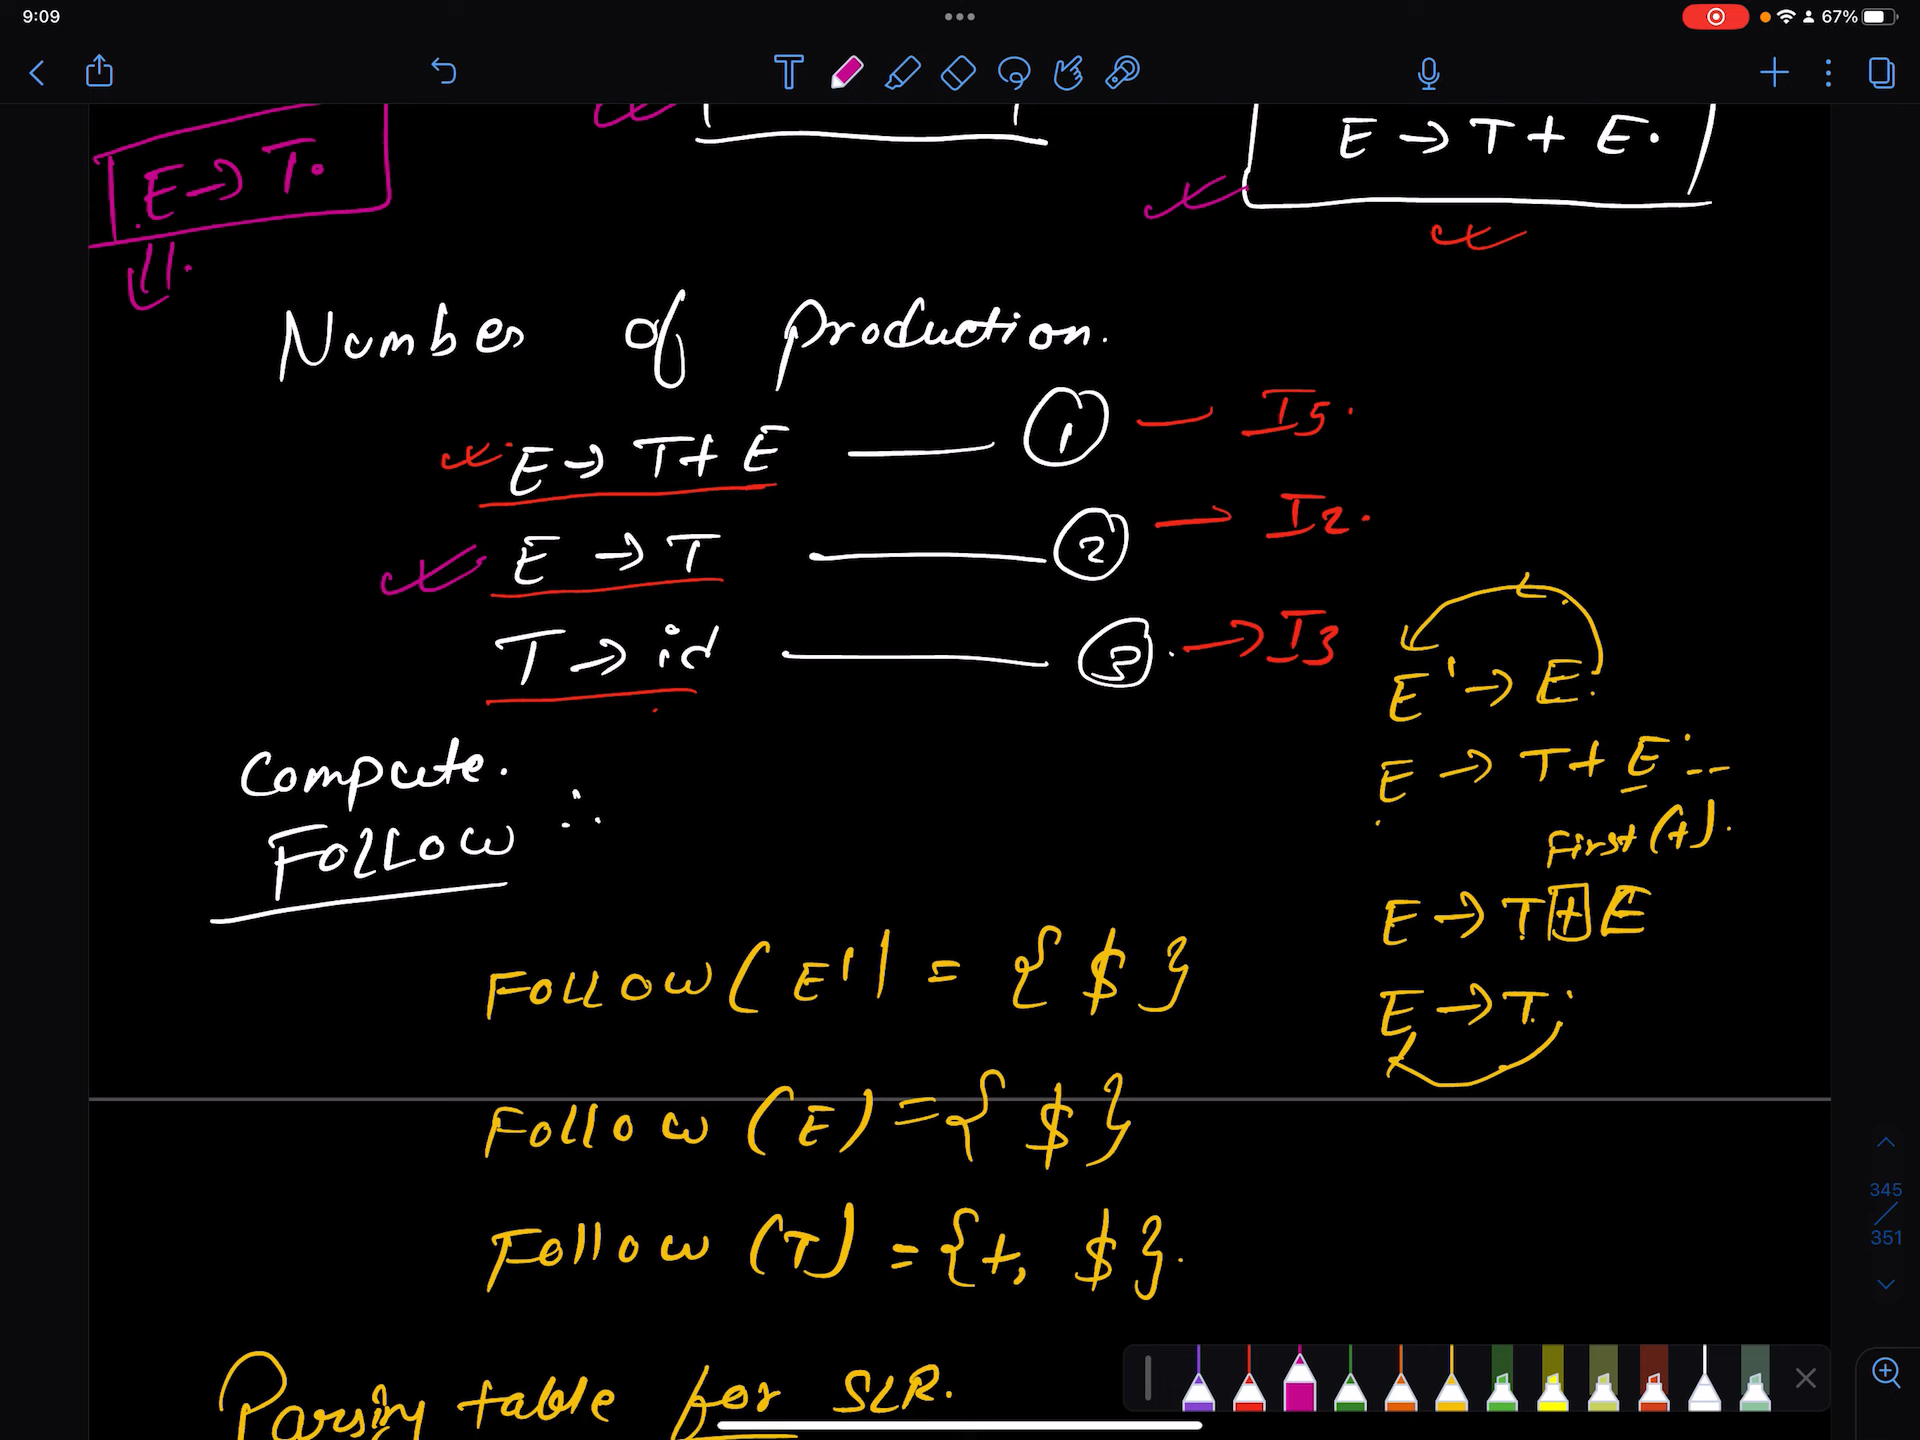 9:09
67%
E → T.
E → T + E.
Number of production.
E → T + E —— 1 — I5.
E → T —— 2 → I2.
T → id —— 3. → I3
E' → E.
Compute.
E → T + E. --
FOLLOW ∴
First(+).
E → T + E
FOLLOW(E') = {$}
E → T.
Follow (E) = {$}
Follow (T) = {+, $}.
Parsing table for SLR.
345
/
351